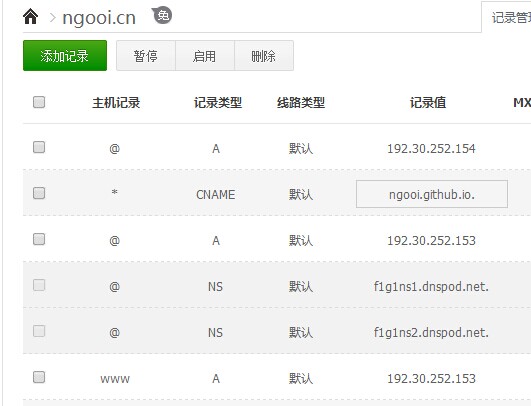 ngooi.cn 免
记录管理
添加记录 暂停 启用 删除
主机记录 记录类型 线路类型 记录值 MX
@ A 默认 192.30.252.154
* CNAME 默认 ngooi.github.io.
@ A 默认 192.30.252.153
@ NS 默认 f1g1ns1.dnspod.net.
@ NS 默认 f1g1ns2.dnspod.net.
www A 默认 192.30.252.153